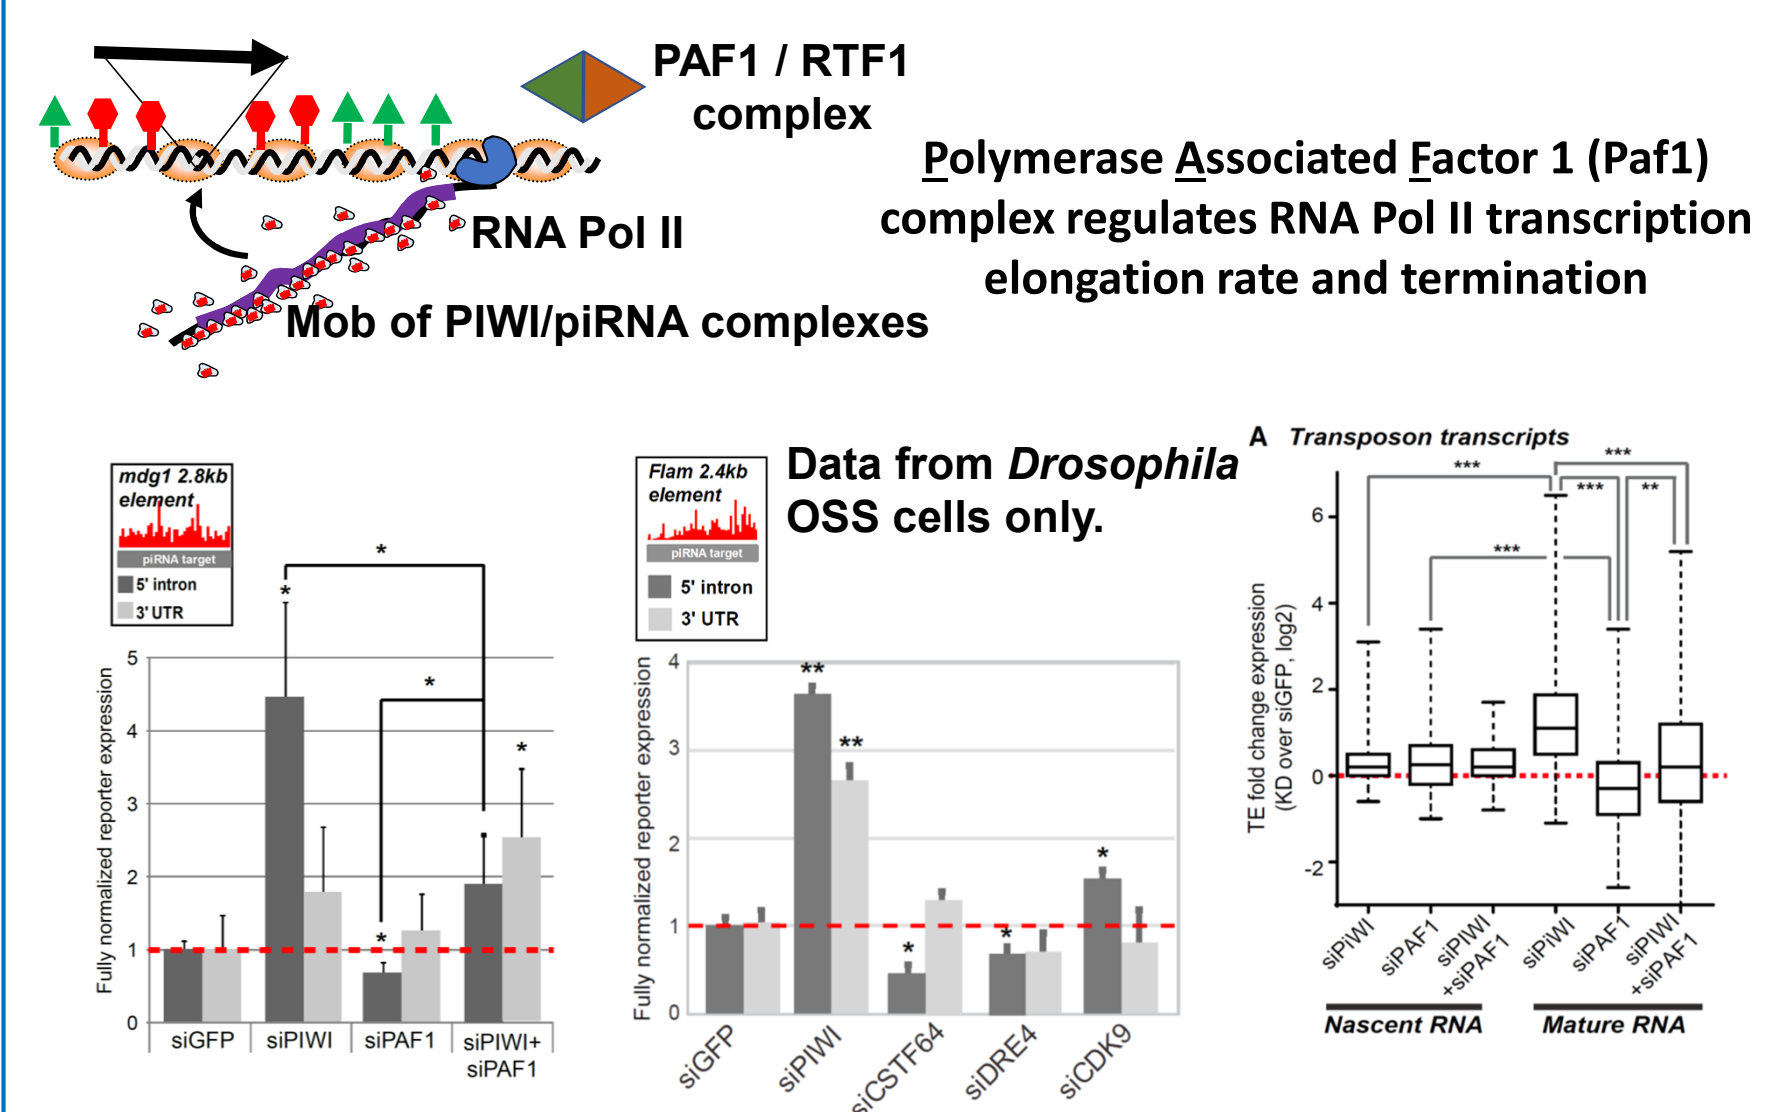 PAF1 / RTF1
complex
Polymerase Associated Factor 1 (Paf1)
complex regulates RNA Pol II transcription
elongation rate and termination
RNA Pol II
Mob of PIWI/piRNA complexes
Data from Drosophila
OSS cells only.
mdg1 2.8kb
element
piRNA target
5' intron
3' UTR
Fully normalized reporter expression
5
4
3
2
1
0
*
*
*
*
*
siGFP
siPIWI
siPAF1
siPIWI+
siPAF1
Flam 2.4kb
element
piRNA target
5' intron
3' UTR
Fully normalized reporter expression
4
3
2
1
0
**
**
*
*
*
siGFP
siPIWI
siCSTF64
siDRE4
siCDK9
A Transposon transcripts
***
***
***
**
***
TE fold change expression
(KD over siGFP, log2)
6
4
2
0
-2
siPIWI
siPAF1
siPIWI
+siPAF1
siPIWI
siPAF1
siPIWI
+siPAF1
Nascent RNA
Mature RNA